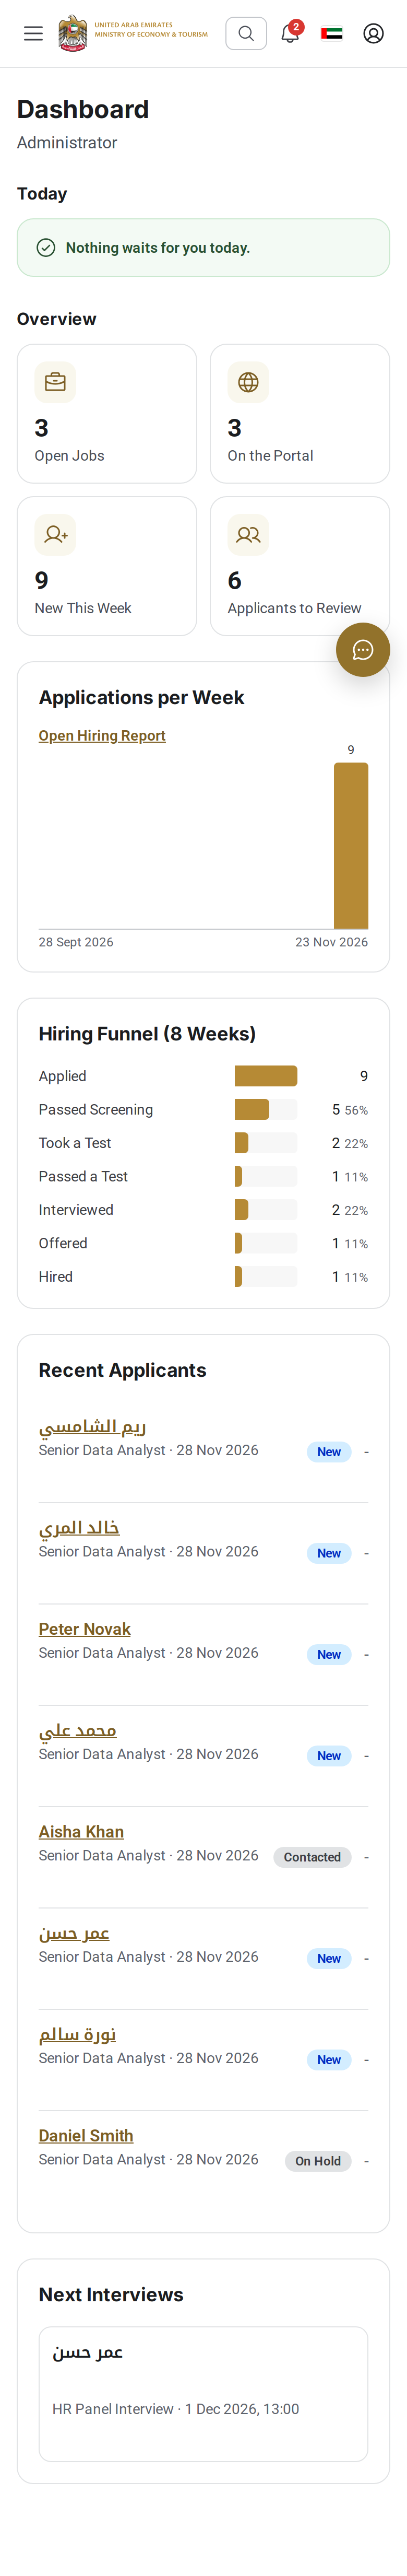 UNITED ARAB EMIRATES
MINISTRY OF ECONOMY & TOURISM
2
Dashboard
Administrator
Today
Nothing waits for you today.
Overview
3
Open Jobs
3
On the Portal
9
New This Week
6
Applicants to Review
Applications per Week
Open Hiring Report
9
28 Sept 2026
23 Nov 2026
Hiring Funnel (8 Weeks)
Applied 9
Passed Screening 5 56%
Took a Test 2 22%
Passed a Test 1 11%
Interviewed 2 22%
Offered 1 11%
Hired 1 11%
Recent Applicants
ريم الشامسي
Senior Data Analyst · 28 Nov 2026 New -
خالد المري
Senior Data Analyst · 28 Nov 2026 New -
Peter Novak
Senior Data Analyst · 28 Nov 2026 New -
محمد علي
Senior Data Analyst · 28 Nov 2026 New -
Aisha Khan
Senior Data Analyst · 28 Nov 2026 Contacted -
عمر حسن
Senior Data Analyst · 28 Nov 2026 New -
نورة سالم
Senior Data Analyst · 28 Nov 2026 New -
Daniel Smith
Senior Data Analyst · 28 Nov 2026 On Hold -
Next Interviews
عمر حسن
HR Panel Interview · 1 Dec 2026, 13:00